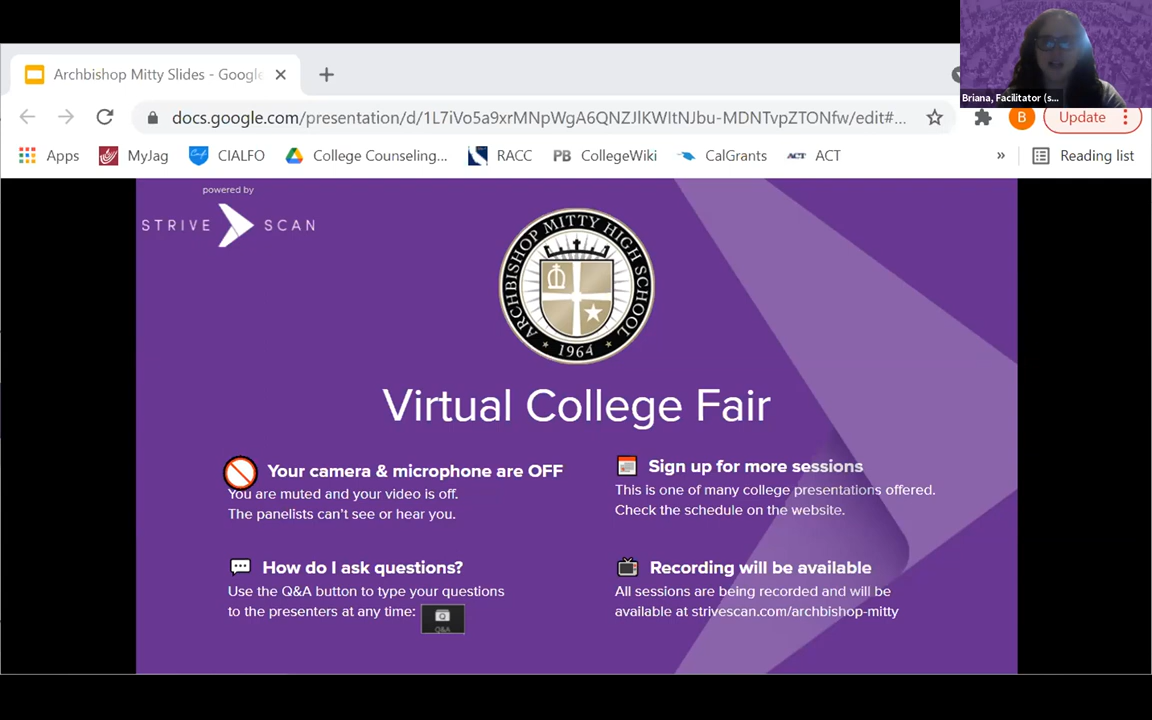 Archbishop Mitty Slides - Google
Briana, Facilitator (s...
docs.google.com/presentation/d/1L7iVo5a9xrMNpWgA6QNZJlKWItNJbu-MDNTvpZTONfw/edit#...
B
Update
Apps
MyJag
CIALFO
College Counseling...
RACC
PB CollegeWiki
CalGrants
ACT ACT
»
Reading list
powered by
STRIVE SCAN
ARCHBISHOP MITTY HIGH SCHOOL
1964
Virtual College Fair
Your camera & microphone are OFF
You are muted and your video is off.
The panelists can't see or hear you.
Sign up for more sessions
This is one of many college presentations offered.
Check the schedule on the website.
How do I ask questions?
Use the Q&A button to type your questions
to the presenters at any time:
Q&A
Recording will be available
All sessions are being recorded and will be
available at strivescan.com/archbishop-mitty